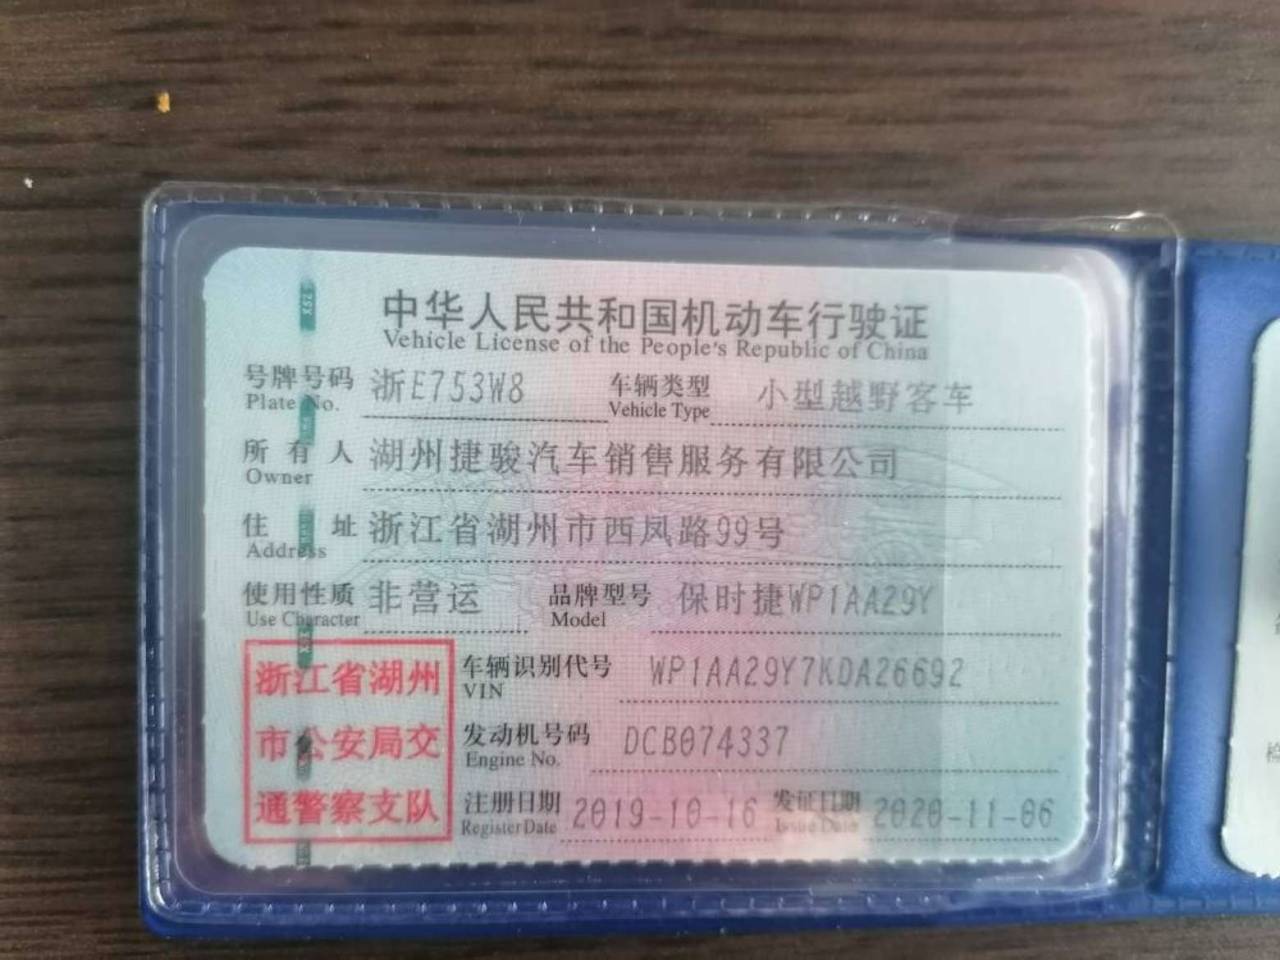 中华人民共和国机动车行驶证
Vehicle License of the People's Republic of China
号牌号码 浙E753W8 车辆类型 小型越野客车
Plate No. Vehicle Type
所有人 湖州捷骏汽车销售服务有限公司
Owner
住址 浙江省湖州市西凤路99号
Address
使用性质 非营运 品牌型号 保时捷WP1AA29Y
Use Character Model
浙江省湖州
市公安局交
通警察支队
车辆识别代号 WP1AA29Y7KDA26692
VIN
发动机号码 DCB074337
Engine No.
注册日期 2019-10-16 发证日期 2020-11-06
Register Date Issue Date